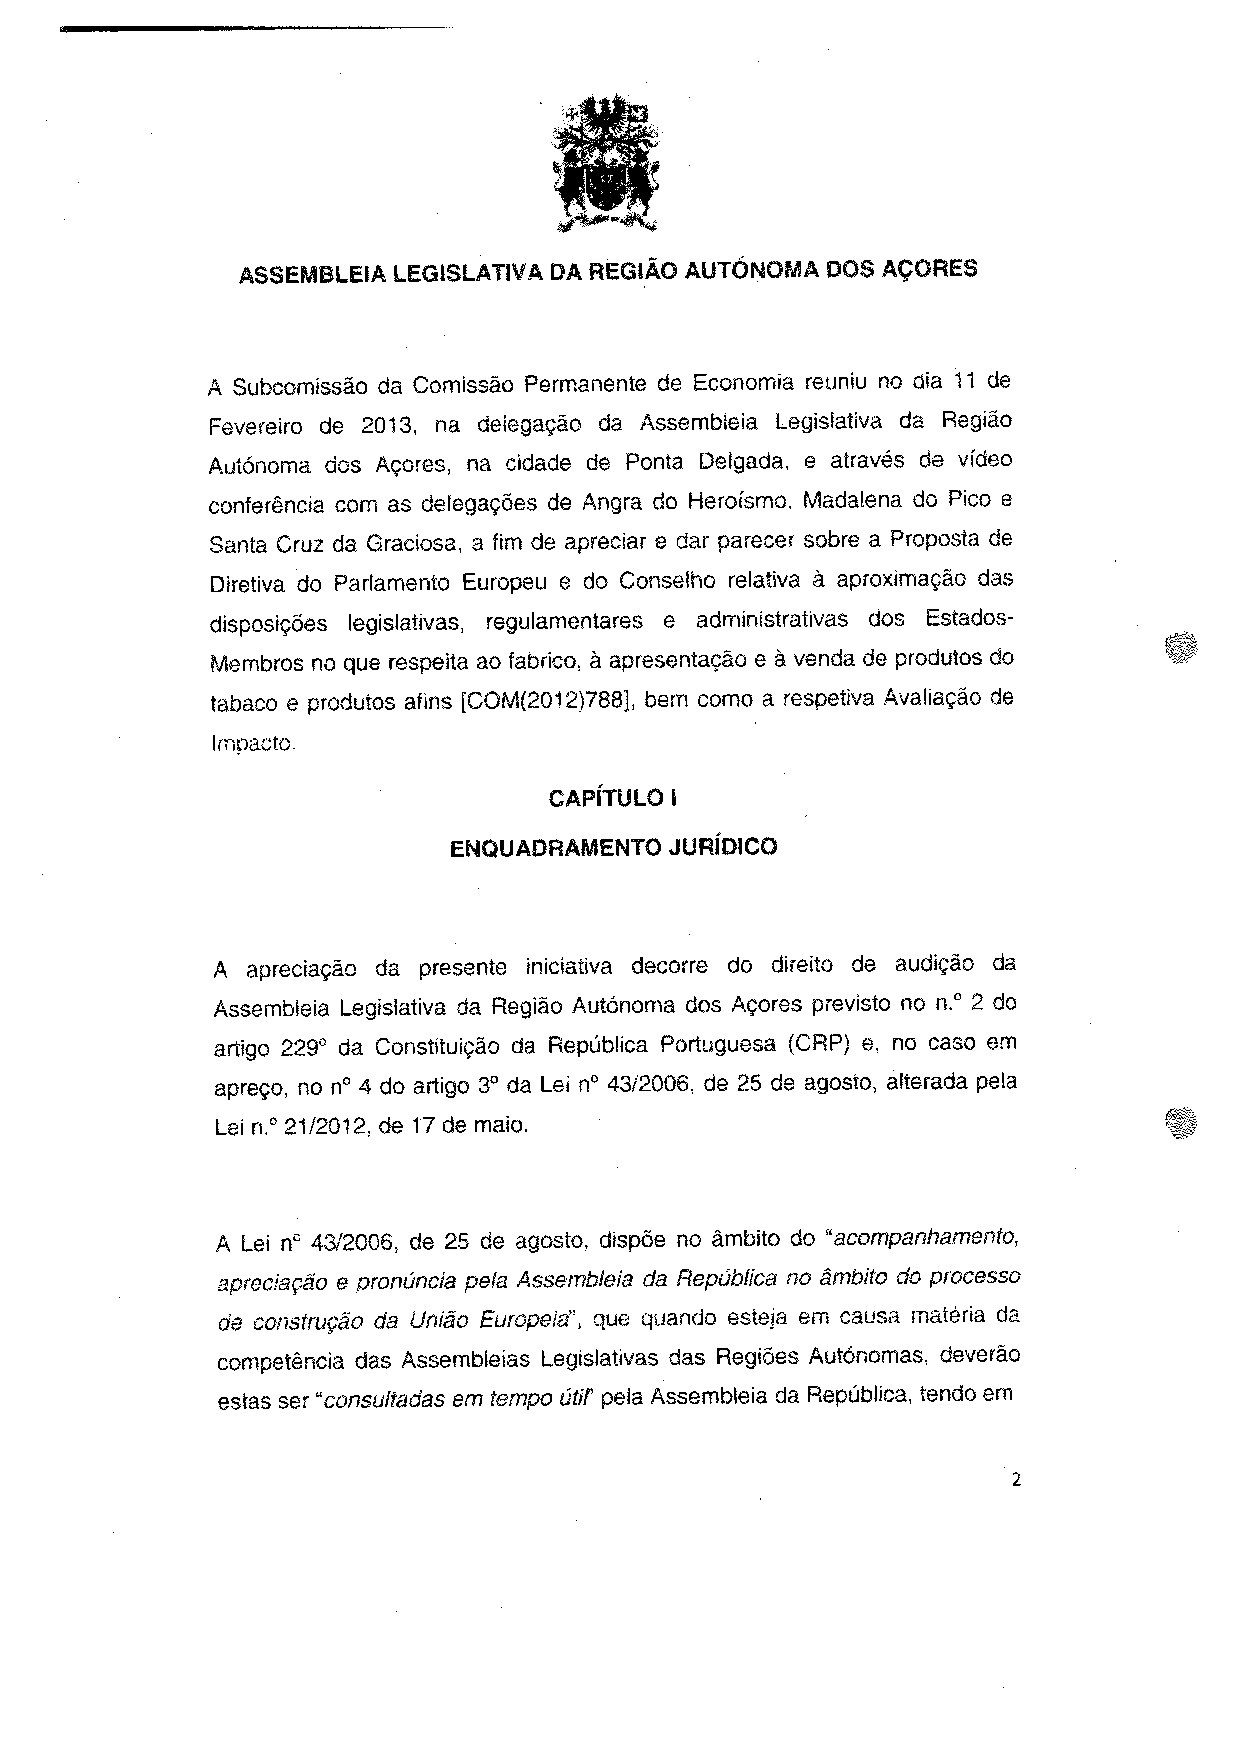 ASSEMBLEIA LEGISLATIVA DA REGIÃO AUTÓNOMA DOS AÇORES
A Subcomissão da Comissão Permanente de Economia reuniu no dia 11 de
Fevereiro de 2013, na delegação da Assembleia Legislativa da Região
Autónoma dos Açores, na cidade de Ponta Delgada, e através de vídeo
conferência com as delegações de Angra do Heroísmo, Madalena do Pico e
Santa Cruz da Graciosa, a fim de apreciar e dar parecer sobre a Proposta de
Diretiva do Parlamento Europeu e do Conselho relativa à aproximação das
disposições legislativas, regulamentares e administrativas dos Estados-
Membros no que respeita ao fabrico, à apresentação e à venda de produtos do
tabaco e produtos afins [COM(2012)788], bem como a respetiva Avaliação de
Impacto.
CAPÍTULO I
ENQUADRAMENTO JURÍDICO
A apreciação da presente iniciativa decorre do direito de audição da
Assembleia Legislativa da Região Autónoma dos Açores previsto no n.º 2 do
artigo 229º da Constituição da República Portuguesa (CRP) e, no caso em
apreço, no nº 4 do artigo 3º da Lei nº 43/2006, de 25 de agosto, alterada pela
Lei n.º 21/2012, de 17 de maio.
A Lei nº 43/2006, de 25 de agosto, dispõe no âmbito do “acompanhamento,
apreciação e pronúncia pela Assembleia da República no âmbito do processo
de construção da União Europeia”, que quando esteja em causa matéria da
competência das Assembleias Legislativas das Regiões Autónomas, deverão
estas ser “consultadas em tempo útil” pela Assembleia da República, tendo em
2